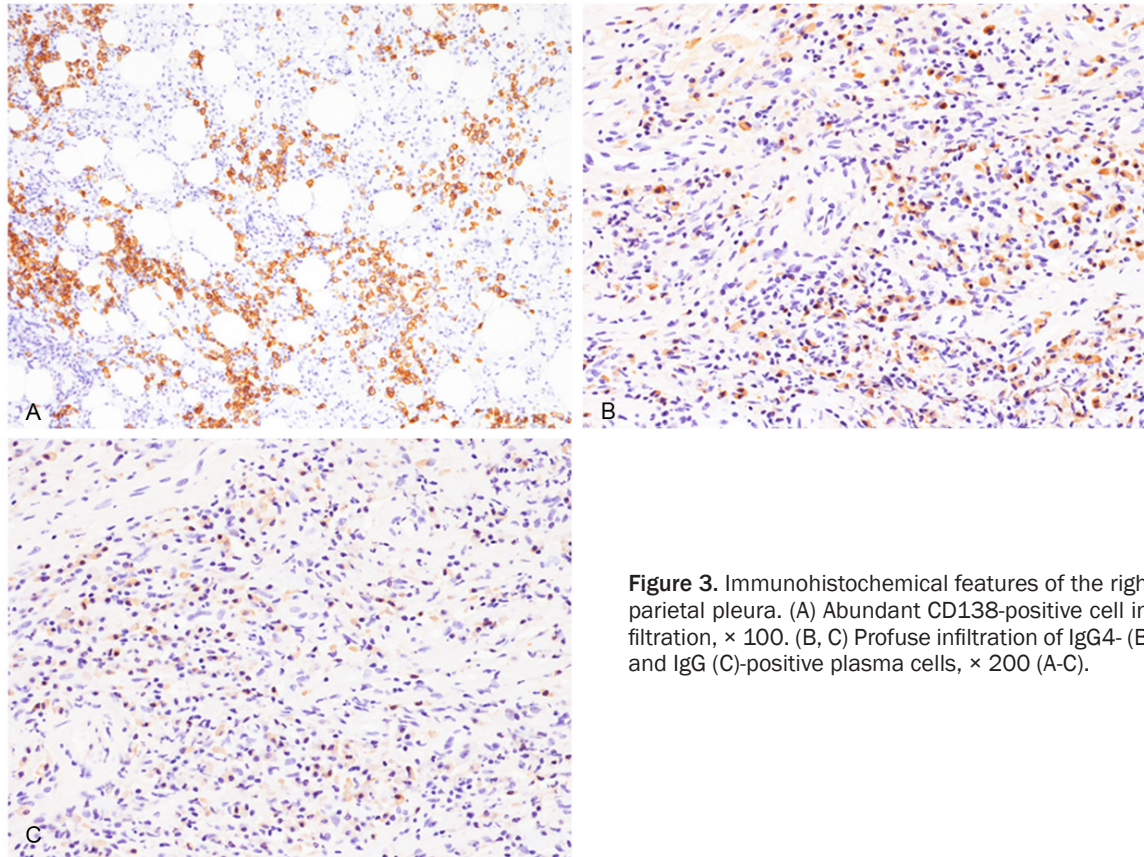 A
B
C
Figure 3. Immunohistochemical features of the righ
parietal pleura. (A) Abundant CD138-positive cell in
filtration, × 100. (B, C) Profuse infiltration of IgG4- (B
and IgG (C)-positive plasma cells, × 200 (A-C).